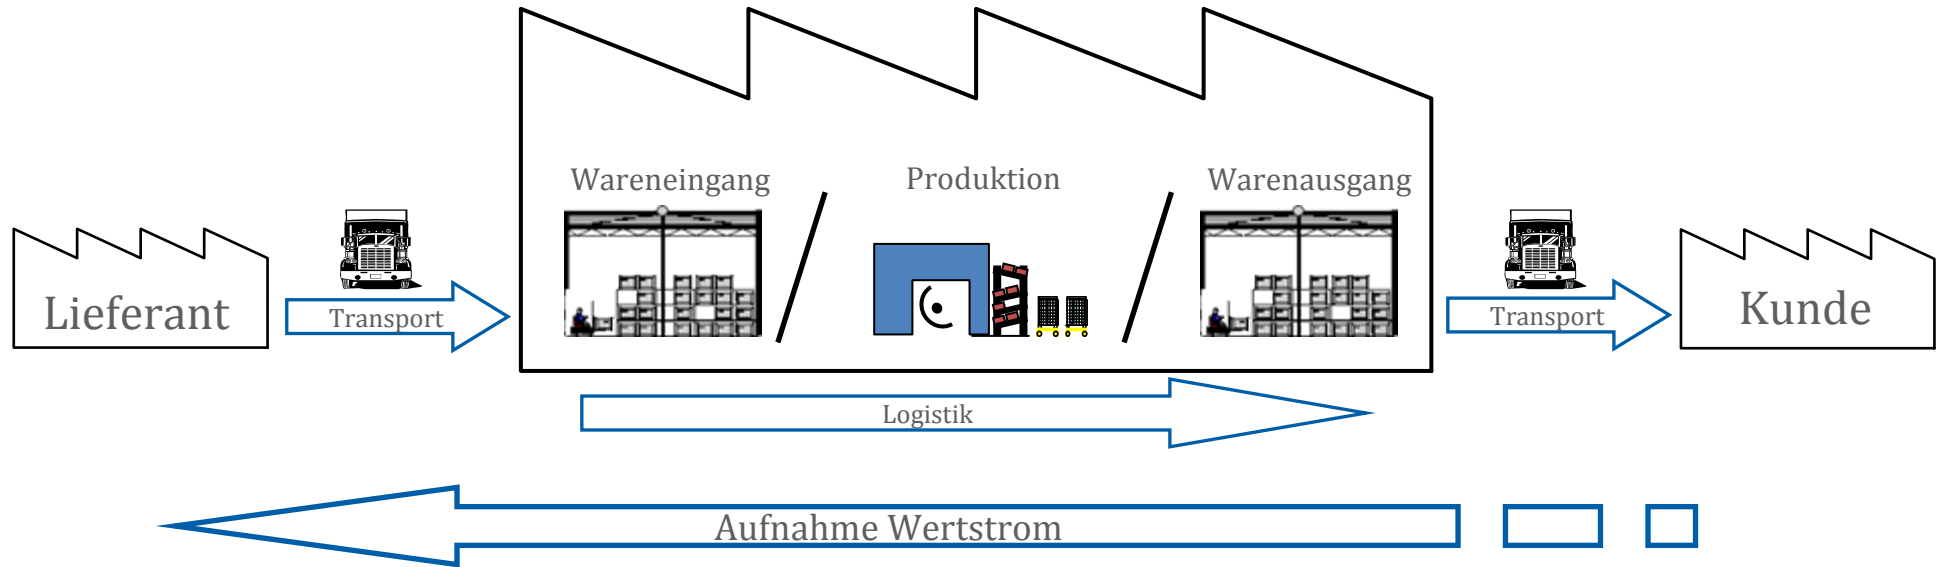 Wareneingang
Produktion
Warenausgang
Lieferant
Transport
Transport
Kunde
Logistik
Aufnahme Wertstrom